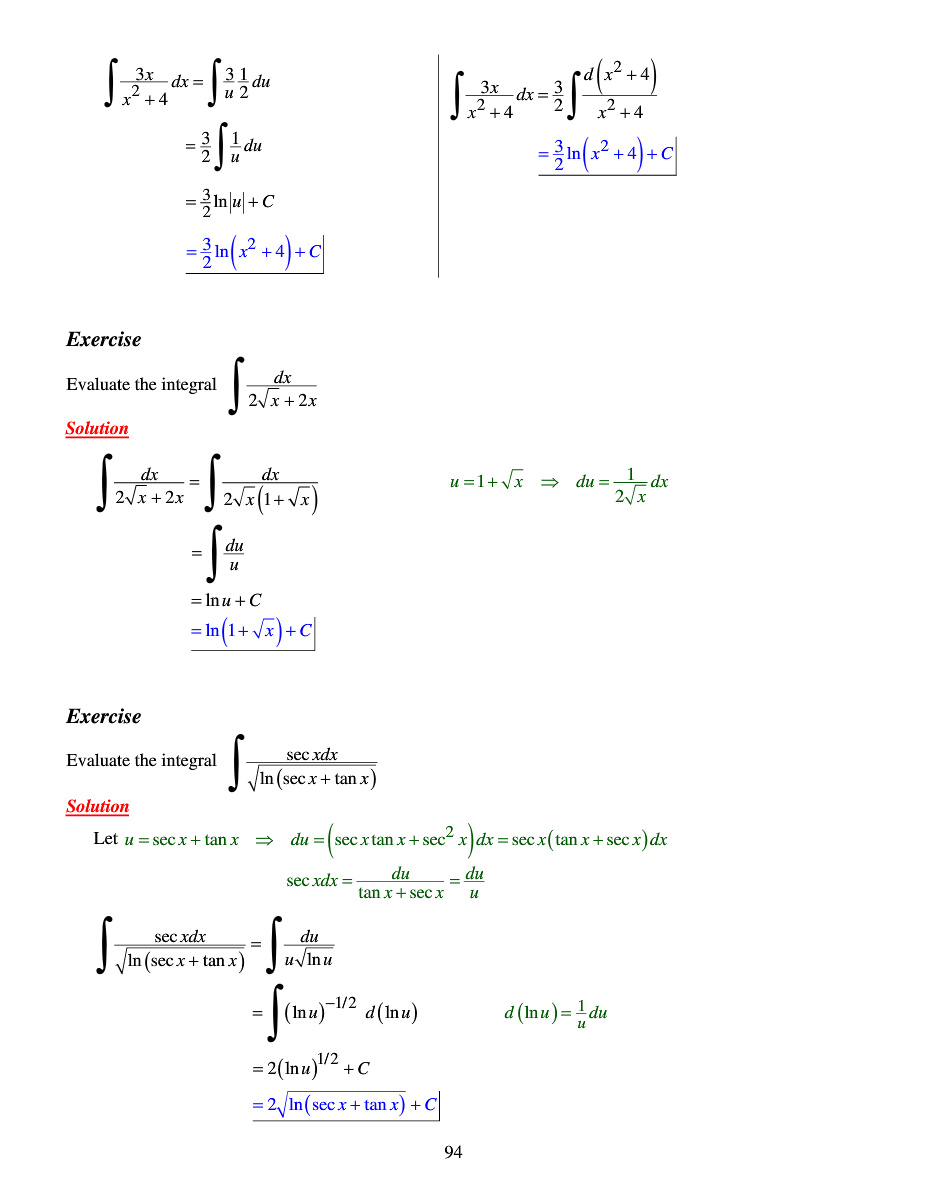 ∫ 3x/(x² + 4) dx = ∫ 3/u 1/2 du
= 3/2 ∫ 1/u du
= 3/2 ln|u| + C
= 3/2 ln(x² + 4) + C
∫ 3x/(x² + 4) dx = 3/2 ∫ d(x² + 4)/(x² + 4)
= 3/2 ln(x² + 4) + C
Exercise
Evaluate the integral ∫ dx/(2√x + 2x)
Solution
∫ dx/(2√x + 2x) = ∫ dx/(2√x(1 + √x)) u = 1 + √x ⇒ du = 1/(2√x) dx
= ∫ du/u
= ln u + C
= ln(1 + √x) + C
Exercise
Evaluate the integral ∫ sec xdx/√(ln(sec x + tan x))
Solution
Let u = sec x + tan x ⇒ du = (sec x tan x + sec² x)dx = sec x(tan x + sec x)dx
sec xdx = du/(tan x + sec x) = du/u
∫ sec xdx/√(ln(sec x + tan x)) = ∫ du/(u√(ln u))
= ∫ (ln u)^(−1/2) d(ln u) d(ln u) = 1/u du
= 2(ln u)^(1/2) + C
= 2√(ln(sec x + tan x)) + C
94